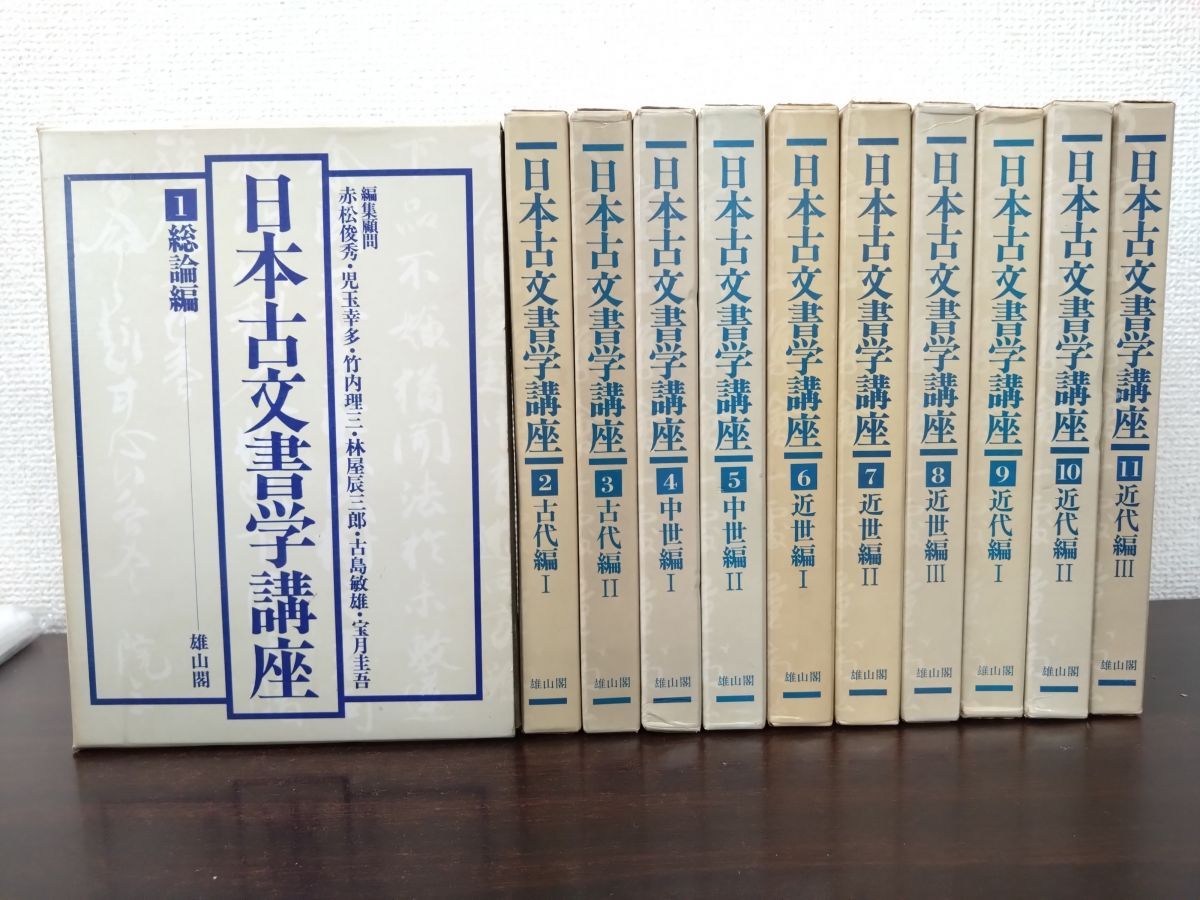 編集顧問
赤松俊秀・児玉幸多・竹内理三・林屋辰三郎・古島敏雄・宝月圭吾
日本古文書学講座
1 総論編
雄山閣
日本古文書学講座 2 古代編 I 雄山閣
日本古文書学講座 3 古代編 II 雄山閣
日本古文書学講座 4 中世編 I 雄山閣
日本古文書学講座 5 中世編 II 雄山閣
日本古文書学講座 6 近世編 I 雄山閣
日本古文書学講座 7 近世編 II 雄山閣
日本古文書学講座 8 近世編 III 雄山閣
日本古文書学講座 9 近代編 I 雄山閣
日本古文書学講座 10 近代編 II 雄山閣
日本古文書学講座 11 近代編 III 雄山閣